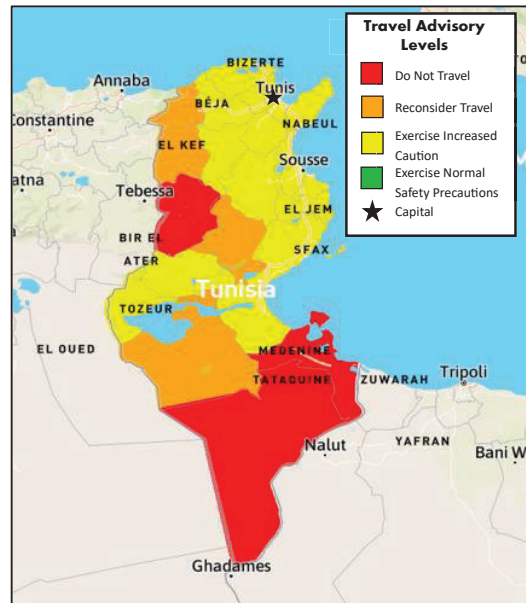 Travel Advisory
Levels
Do Not Travel
Reconsider Travel
Exercise Increased
Caution
Exercise Normal
Safety Precautions
Capital
BIZERTE
Annaba
Tunis
BÉJA
Constantine
NABEUL
EL KEF
Sousse
atna
Tebessa
EL JEM
BIR EL
ATER
SFAX
Tunisia
TOZEUR
EL OUED
MEDENINE
TATAOUINE
ZUWARAH
Tripoli
Nalut
YAFRAN
Bani W
Ghadames